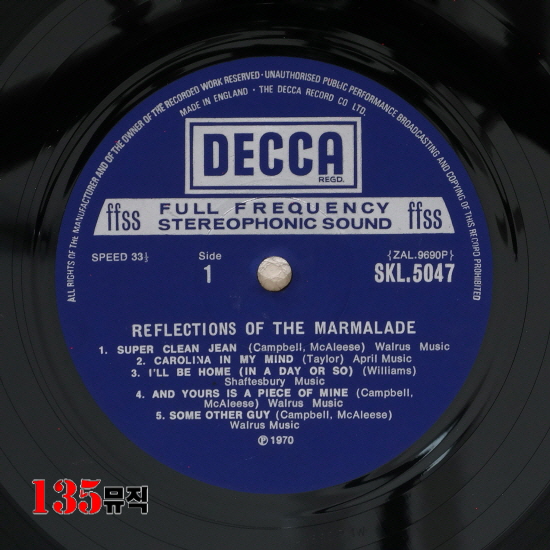 ALL RIGHTS OF THE MANUFACTURER AND OF THE OWNER OF THE RECORDED WORK RESERVED · UNAUTHORISED PUBLIC PERFORMANCE BROADCASTING AND COPYING OF THIS RECORD PROHIBITED
MADE IN ENGLAND · THE DECCA RECORD CO LTD.
DECCA
REGD.
ffss FULL FREQUENCY STEREOPHONIC SOUND ffss
SPEED 33⅓ Side 1 {ZAL.9690P} SKL.5047
REFLECTIONS OF THE MARMALADE
1. SUPER CLEAN JEAN (Campbell, McAleese) Walrus Music
2. CAROLINA IN MY MIND (Taylor) April Music
3. I'LL BE HOME (IN A DAY OR SO) (Williams)
Shaftesbury Music
4. AND YOURS IS A PIECE OF MINE (Campbell,
McAleese) Walrus Music
5. SOME OTHER GUY (Campbell, McAleese)
Walrus Music
Ⓟ 1970
135뮤직